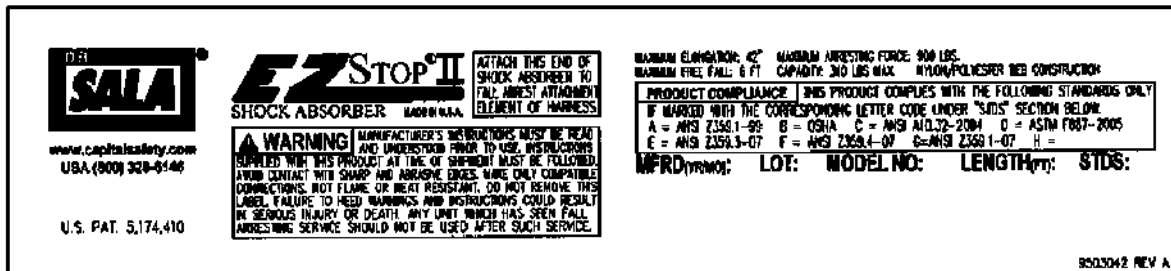 DBI
SALA®
www.capitalsafety.com
USA (800) 328-6146
U.S. PAT. 5,174,410
EZ STOP® II
SHOCK ABSORBER MADE IN U.S.A.
ATTACH THIS END OF
SHOCK ABSORBER TO
FALL ARREST ATTACHMENT
ELEMENT OF HARNESS.
WARNING MANUFACTURER'S INSTRUCTIONS MUST BE READ
AND UNDERSTOOD PRIOR TO USE. INSTRUCTIONS
SUPPLIED WITH THIS PRODUCT AT TIME OF SHIPMENT MUST BE FOLLOWED.
AVOID CONTACT WITH SHARP AND ABRASIVE EDGES. MAKE ONLY COMPATIBLE
CONNECTIONS. NOT FLAME OR HEAT RESISTANT. DO NOT REMOVE THIS
LABEL. FAILURE TO HEED WARNINGS AND INSTRUCTIONS COULD RESULT
IN SERIOUS INJURY OR DEATH. ANY UNIT WHICH HAS SEEN FALL
ARRESTING SERVICE SHOULD NOT BE USED AFTER SUCH SERVICE.
MAXIMUM ELONGATION: 42" MAXIMUM ARRESTING FORCE: 900 LBS.
MAXIMUM FREE FALL: 6 FT CAPACITY: 310 LBS MAX NYLON/POLYESTER WEB CONSTRUCTION
PRODUCT COMPLIANCE THIS PRODUCT COMPLIES WITH THE FOLLOWING STANDARDS ONLY
IF MARKED WITH THE CORRESPONDING LETTER CODE UNDER "STDS" SECTION BELOW.
A = ANSI Z359.1-99 B = OSHA C = ANSI A10.32-2004 D = ASTM F887-2005
E = ANSI Z359.3-07 F = ANSI Z359.4-07 G=ANSI Z359.1-07 H =
MFRD(YR/MO): LOT: MODEL NO: LENGTH(FT): STDS:
9503042 REV A